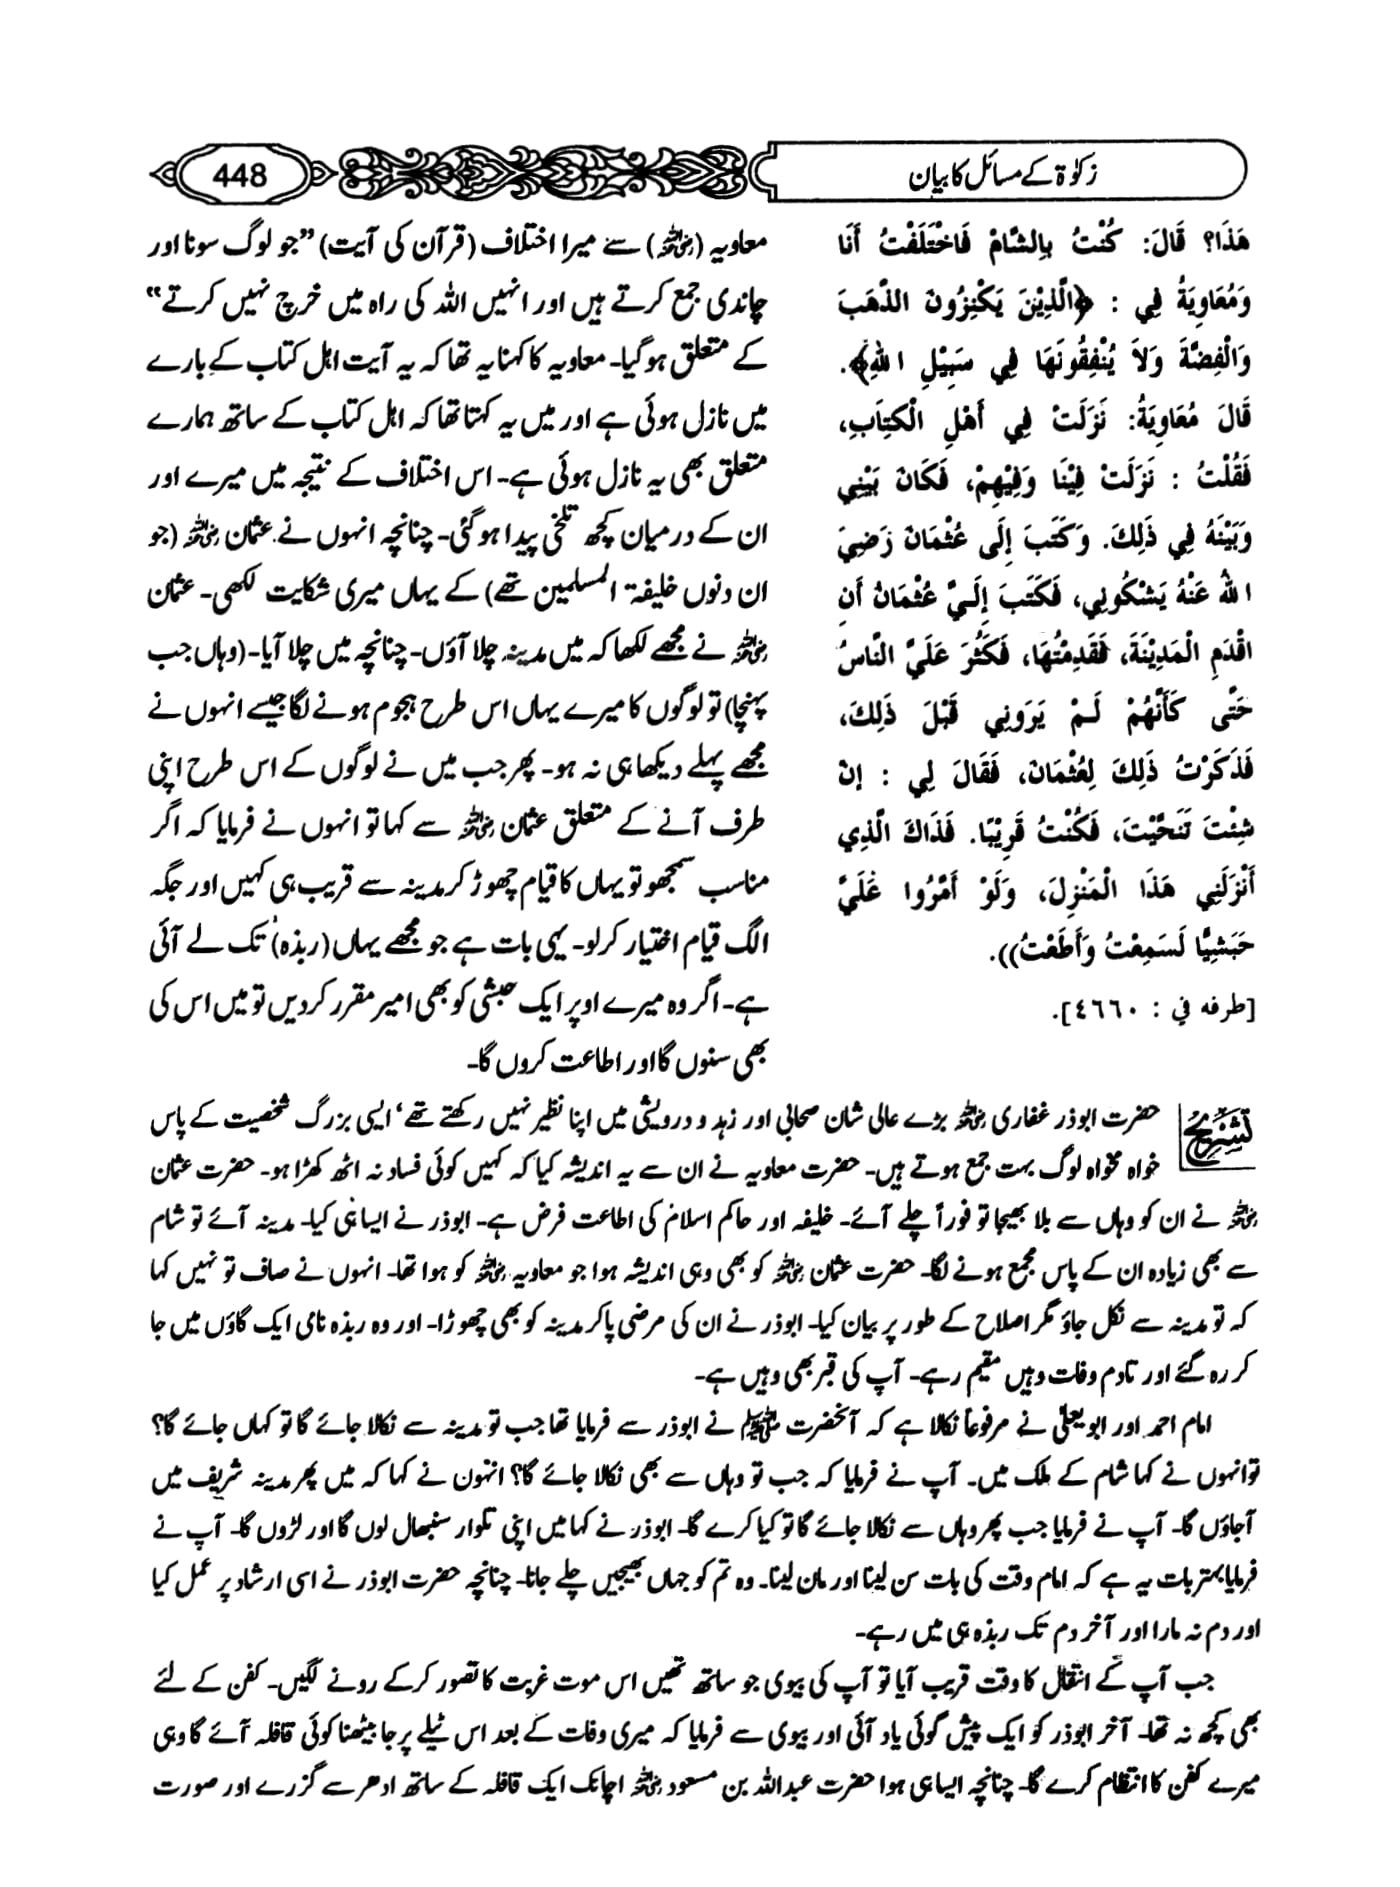 زکوٰۃ کے مسائل کا بیان
448
هَذَا؟ قَالَ: كُنْتُ بِالشَّامِ فَاخْتَلَفْتُ أَنَا
وَمُعَاوِيَةُ فِي : ﴿الَّذِيْنَ يَكْنِزُونَ الذَّهَبَ
وَالْفِضَّةَ وَلاَ يُنْفِقُونَهَا فِي سَبِيْلِ اللهِ﴾.
قَالَ مُعَاوِيَةُ: نَزَلَتْ فِي أَهْلِ الْكِتَابِ،
فَقُلْتُ : نَزَلَتْ فِيْنَا وَفِيْهِمْ، فَكَانَ بَيْنِي
وَبَيْنَهُ فِي ذَلِكَ. وَكَتَبَ إِلَى عُثْمَانَ رَضِيَ
اللهُ عَنْهُ يَشْكُونِي، فَكَتَبَ إِلَيَّ عُثْمَانُ أَنِ
اقْدَمِ الْمَدِيْنَةَ، فَقَدِمْتُهَا، فَكَثُرَ عَلَيَّ النَّاسُ
حَتَّى كَأَنَّهُمْ لَمْ يَرَونِي قَبْلَ ذَلِكَ،
فَذَكَرْتُ ذَلِكَ لِعُثْمَانَ، فَقَالَ لِي : إِنْ
شِئْتَ تَنَحَّيْتَ، فَكُنْتُ قَرِيْبًا. فَذَاكَ الَّذِي
أَنْزَلَنِي هَذَا الْمَنْزِلَ، وَلَوْ أَمَّرُوا عَلَيَّ
حَبَشِيًّا لَسَمِعْتُ وَأَطَعْتُ)).
[طرفه في : ٤٦٦٠].
معاویہ (رضی اللہ عنہ) سے میرا اختلاف (قرآن کی آیت) ”جو لوگ سونا اور
چاندی جمع کرتے ہیں اور انہیں اللہ کی راہ میں خرچ نہیں کرتے“
کے متعلق ہو گیا۔ معاویہ کا کہنا یہ تھا کہ یہ آیت اہل کتاب کے بارے
میں نازل ہوئی ہے اور میں یہ کہتا تھا کہ اہل کتاب کے ساتھ ہمارے
متعلق بھی یہ نازل ہوئی ہے۔ اس اختلاف کے نتیجہ میں میرے اور
ان کے درمیان کچھ تلخی پیدا ہو گئی۔ چنانچہ انہوں نے عثمان رضی اللہ عنہ (جو
ان دنوں خلیفۃ المسلمین تھے) کے یہاں میری شکایت لکھی۔ عثمان
رضی اللہ عنہ نے مجھے لکھا کہ میں مدینہ چلا آؤں۔ چنانچہ میں چلا آیا۔ (وہاں جب
پہنچا) تو لوگوں کا میرے یہاں اس طرح ہجوم ہونے لگا جیسے انہوں نے
مجھے پہلے دیکھا ہی نہ ہو۔ پھر جب میں نے لوگوں کے اس طرح اپنی
طرف آنے کے متعلق عثمان رضی اللہ عنہ سے کہا تو انہوں نے فرمایا کہ اگر
مناسب سمجھو تو یہاں کا قیام چھوڑ کر مدینہ سے قریب ہی کہیں اور جگہ
الگ قیام اختیار کر لو۔ یہی بات ہے جو مجھے یہاں (ربذہ) تک لے آئی
ہے۔ اگر وہ میرے اوپر ایک حبشی کو بھی امیر مقرر کر دیں تو میں اس کی
بھی سنوں گا اور اطاعت کروں گا۔
تشریح
حضرت ابوذر غفاری رضی اللہ عنہ بڑے عالی شان صحابی اور زہد و درویشی میں اپنا نظیر نہیں رکھتے تھے، ایسی بزرگ شخصیت کے پاس
خواہ مخواہ لوگ بہت جمع ہوتے ہیں۔ حضرت معاویہ نے ان سے یہ اندیشہ کیا کہ کہیں کوئی فساد نہ اٹھ کھڑا ہو۔ حضرت عثمان
رضی اللہ عنہ نے ان کو وہاں سے بلا بھیجا تو فوراً چلے آئے۔ خلیفہ اور حاکم اسلام کی اطاعت فرض ہے۔ ابوذر نے ایسا ہی کیا۔ مدینہ آئے تو شام
سے بھی زیادہ ان کے پاس مجمع ہونے لگا۔ حضرت عثمان رضی اللہ عنہ کو بھی وہی اندیشہ ہوا جو معاویہ رضی اللہ عنہ کو ہوا تھا۔ انہوں نے صاف تو نہیں کہا
کہ تو مدینہ سے نکل جاؤ مگر اصلاح کے طور پر بیان کیا۔ ابوذر نے ان کی مرضی پا کر مدینہ کو بھی چھوڑا۔ اور وہ ربذہ نامی ایک گاؤں میں جا
کر رہ گئے اور تادم وفات وہیں مقیم رہے۔ آپ کی قبر بھی وہیں ہے۔
امام احمد اور ابو یعلیٰ نے مرفوعاً نکالا ہے کہ آنحضرت صلی اللہ علیہ وسلم نے ابوذر سے فرمایا تھا جب تو مدینہ سے نکالا جائے گا تو کہاں جائے گا؟
تو انہوں نے کہا شام کے ملک میں۔ آپ نے فرمایا کہ جب تو وہاں سے بھی نکالا جائے گا؟ انہوں نے کہا کہ میں پھر مدینہ شریف میں
آ جاؤں گا۔ آپ نے فرمایا جب پھر وہاں سے نکالا جائے گا تو کیا کرے گا۔ ابوذر نے کہا میں اپنی تلوار سنبھال لوں گا اور لڑوں گا۔ آپ نے
فرمایا بہتر بات یہ ہے کہ امام وقت کی بات سن لینا اور مان لینا۔ وہ تم کو جہاں بھیجیں چلے جانا۔ چنانچہ حضرت ابوذر نے اسی ارشاد پر عمل کیا
اور دم نہ مارا اور آخر دم تک ربذہ ہی میں رہے۔
جب آپ کے انتقال کا وقت قریب آیا تو آپ کی بیوی جو ساتھ تھیں اس موت غربت کا تصور کر کے رونے لگیں۔ کفن کے لئے
بھی کچھ نہ تھا۔ آخر ابوذر کو ایک پیش گوئی یاد آئی اور بیوی سے فرمایا کہ میری وفات کے بعد اس ٹیلے پر جا بیٹھنا کوئی قافلہ آئے گا وہی
میرے کفن کا انتظام کرے گا۔ چنانچہ ایسا ہی ہوا حضرت عبداللہ بن مسعود رضی اللہ عنہ اچانک ایک قافلہ کے ساتھ ادھر سے گزرے اور صورت